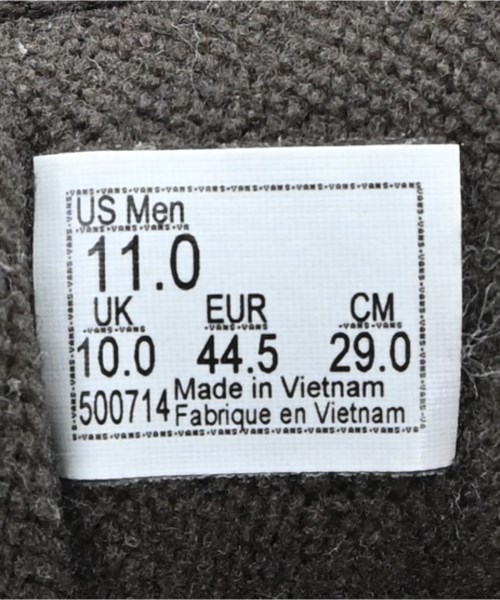 US Men
11.0
UK EUR CM
10.0 44.5 29.0
500714 Made in Vietnam
Fabrique en Vietnam